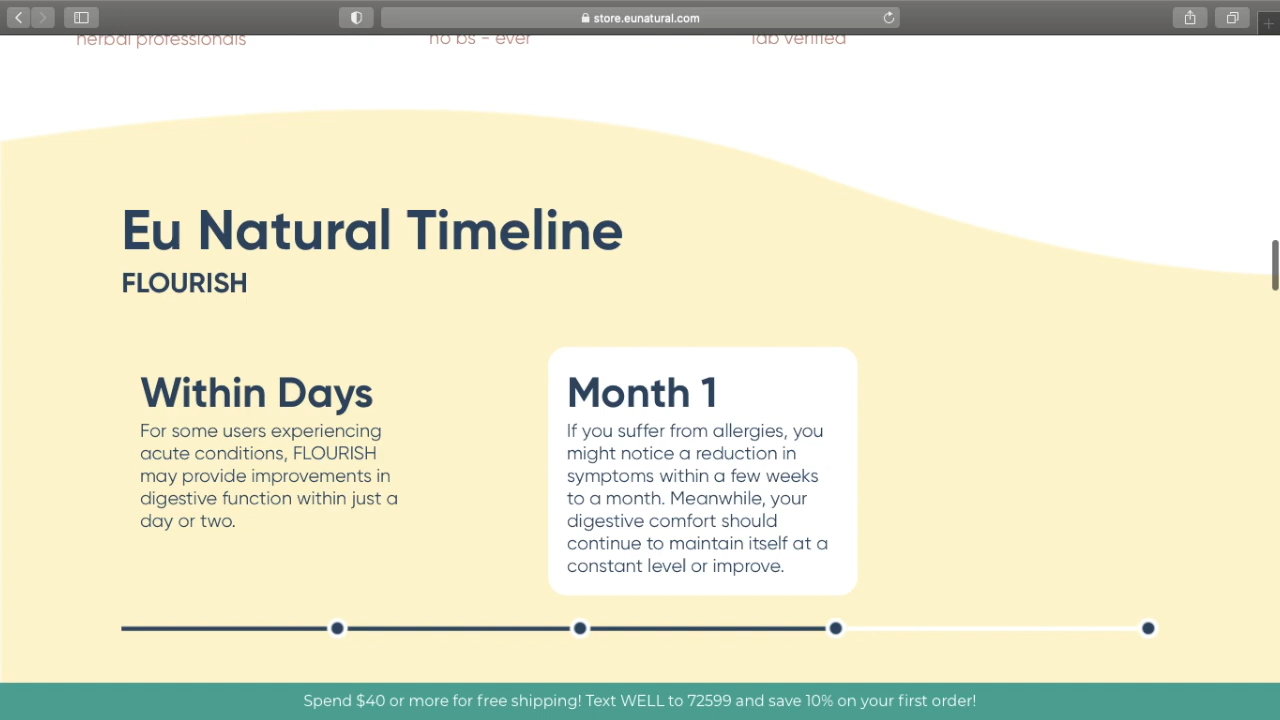 store.eunatural.com
herbal professionals
no bs - ever
lab verified
Eu Natural Timeline
FLOURISH
Within Days
For some users experiencing
acute conditions, FLOURISH
may provide improvements in
digestive function within just a
day or two.
Month 1
If you suffer from allergies, you
might notice a reduction in
symptoms within a few weeks
to a month. Meanwhile, your
digestive comfort should
continue to maintain itself at a
constant level or improve.
Spend $40 or more for free shipping! Text WELL to 72599 and save 10% on your first order!